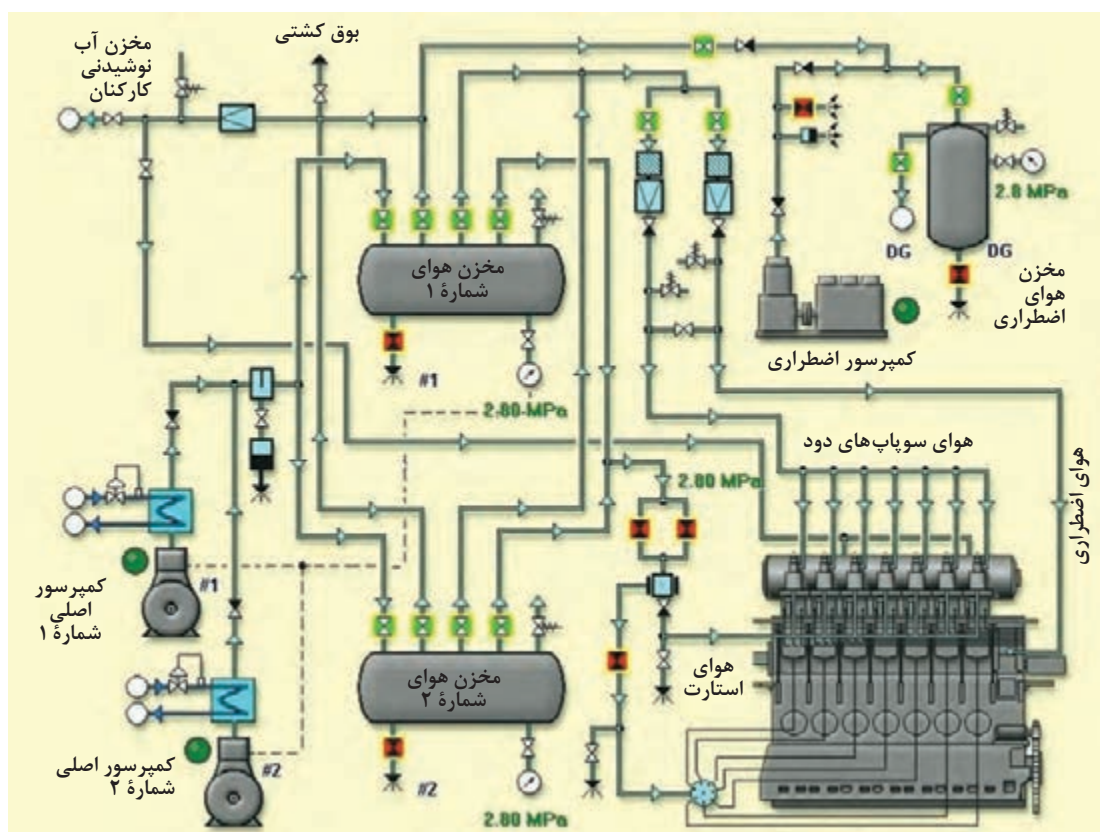 مخزن آب
نوشیدنی
کارکنان
بوق کشتی
مخزن هوای
شمارهٔ ۱
#1
2.80 MPa
2.8 MPa
DG
DG
مخزن
هوای
اضطراری
کمپرسور اضطراری
هوای سوپاپ‌های دود
هوای اضطراری
2.80 MPa
#1
کمپرسور
اصلی
شمارهٔ ۱
مخزن هوای
شمارهٔ ۲
هوای
استارت
#2
کمپرسور اصلی
شمارهٔ ۲
#2
2.80 MPa